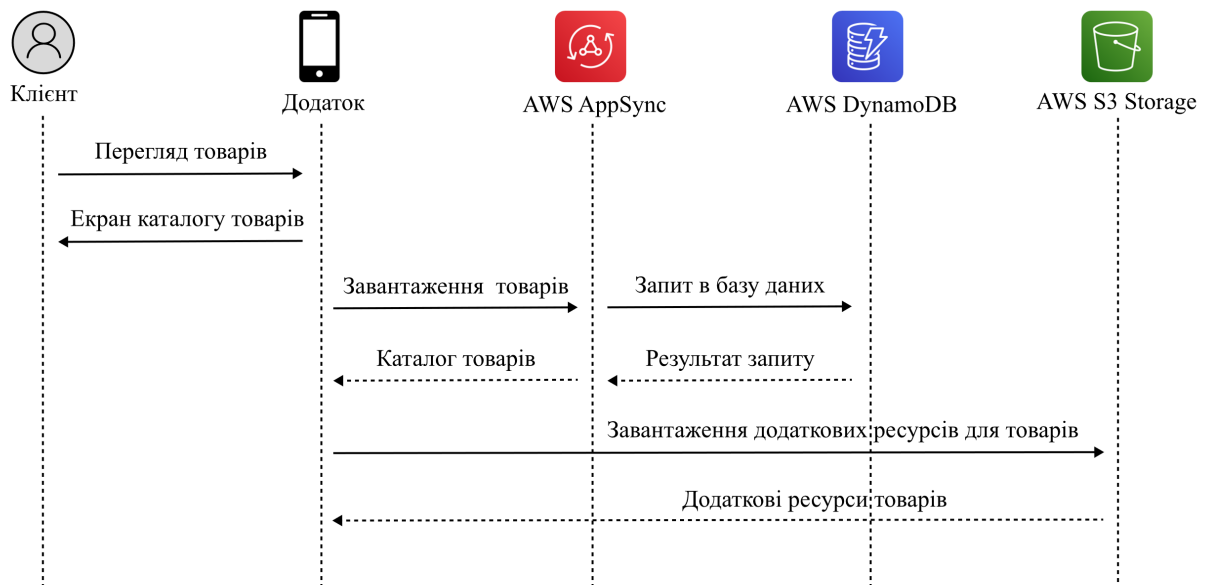 Клієнт
Додаток
AWS AppSync
AWS DynamoDB
AWS S3 Storage
Перегляд товарів
Екран каталогу товарів
Завантаження товарів
Запит в базу даних
Каталог товарів
Результат запиту
Завантаження додаткових ресурсів для товарів
Додаткові ресурси товарів